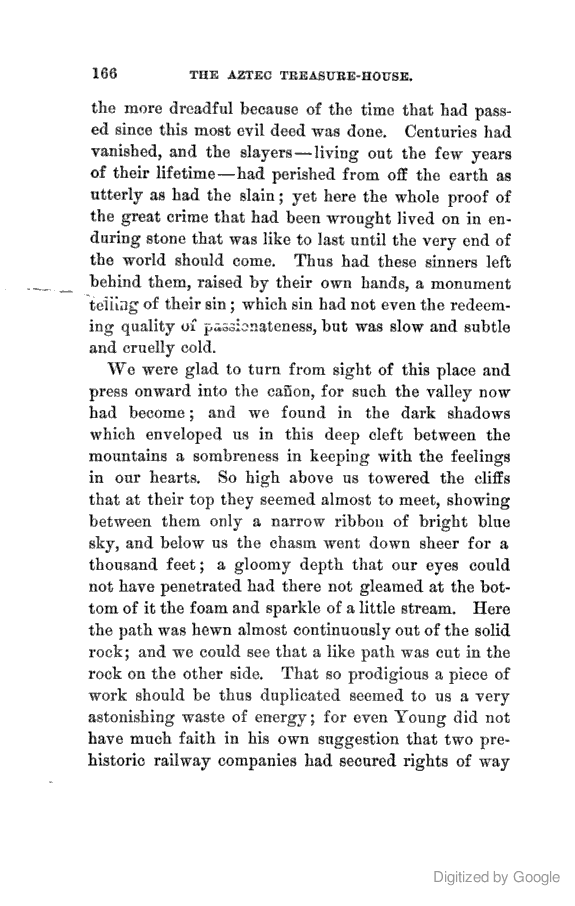 166 THE AZTEC TREASURE-HOUSE.
the more dreadful because of the time that had pass-
ed since this most evil deed was done. Centuries had
vanished, and the slayers—living out the few years
of their lifetime—had perished from off the earth as
utterly as had the slain; yet here the whole proof of
the great crime that had been wrought lived on in en-
during stone that was like to last until the very end of
the world should come. Thus had these sinners left
behind them, raised by their own hands, a monument
telling of their sin; which sin had not even the redeem-
ing quality of passionateness, but was slow and subtle
and cruelly cold.
We were glad to turn from sight of this place and
press onward into the cañon, for such the valley now
had become; and we found in the dark shadows
which enveloped us in this deep cleft between the
mountains a sombreness in keeping with the feelings
in our hearts. So high above us towered the cliffs
that at their top they seemed almost to meet, showing
between them only a narrow ribbon of bright blue
sky, and below us the chasm went down sheer for a
thousand feet; a gloomy depth that our eyes could
not have penetrated had there not gleamed at the bot-
tom of it the foam and sparkle of a little stream. Here
the path was hewn almost continuously out of the solid
rock; and we could see that a like path was cut in the
rock on the other side. That so prodigious a piece of
work should be thus duplicated seemed to us a very
astonishing waste of energy; for even Young did not
have much faith in his own suggestion that two pre-
historic railway companies had secured rights of way
Digitized by Google